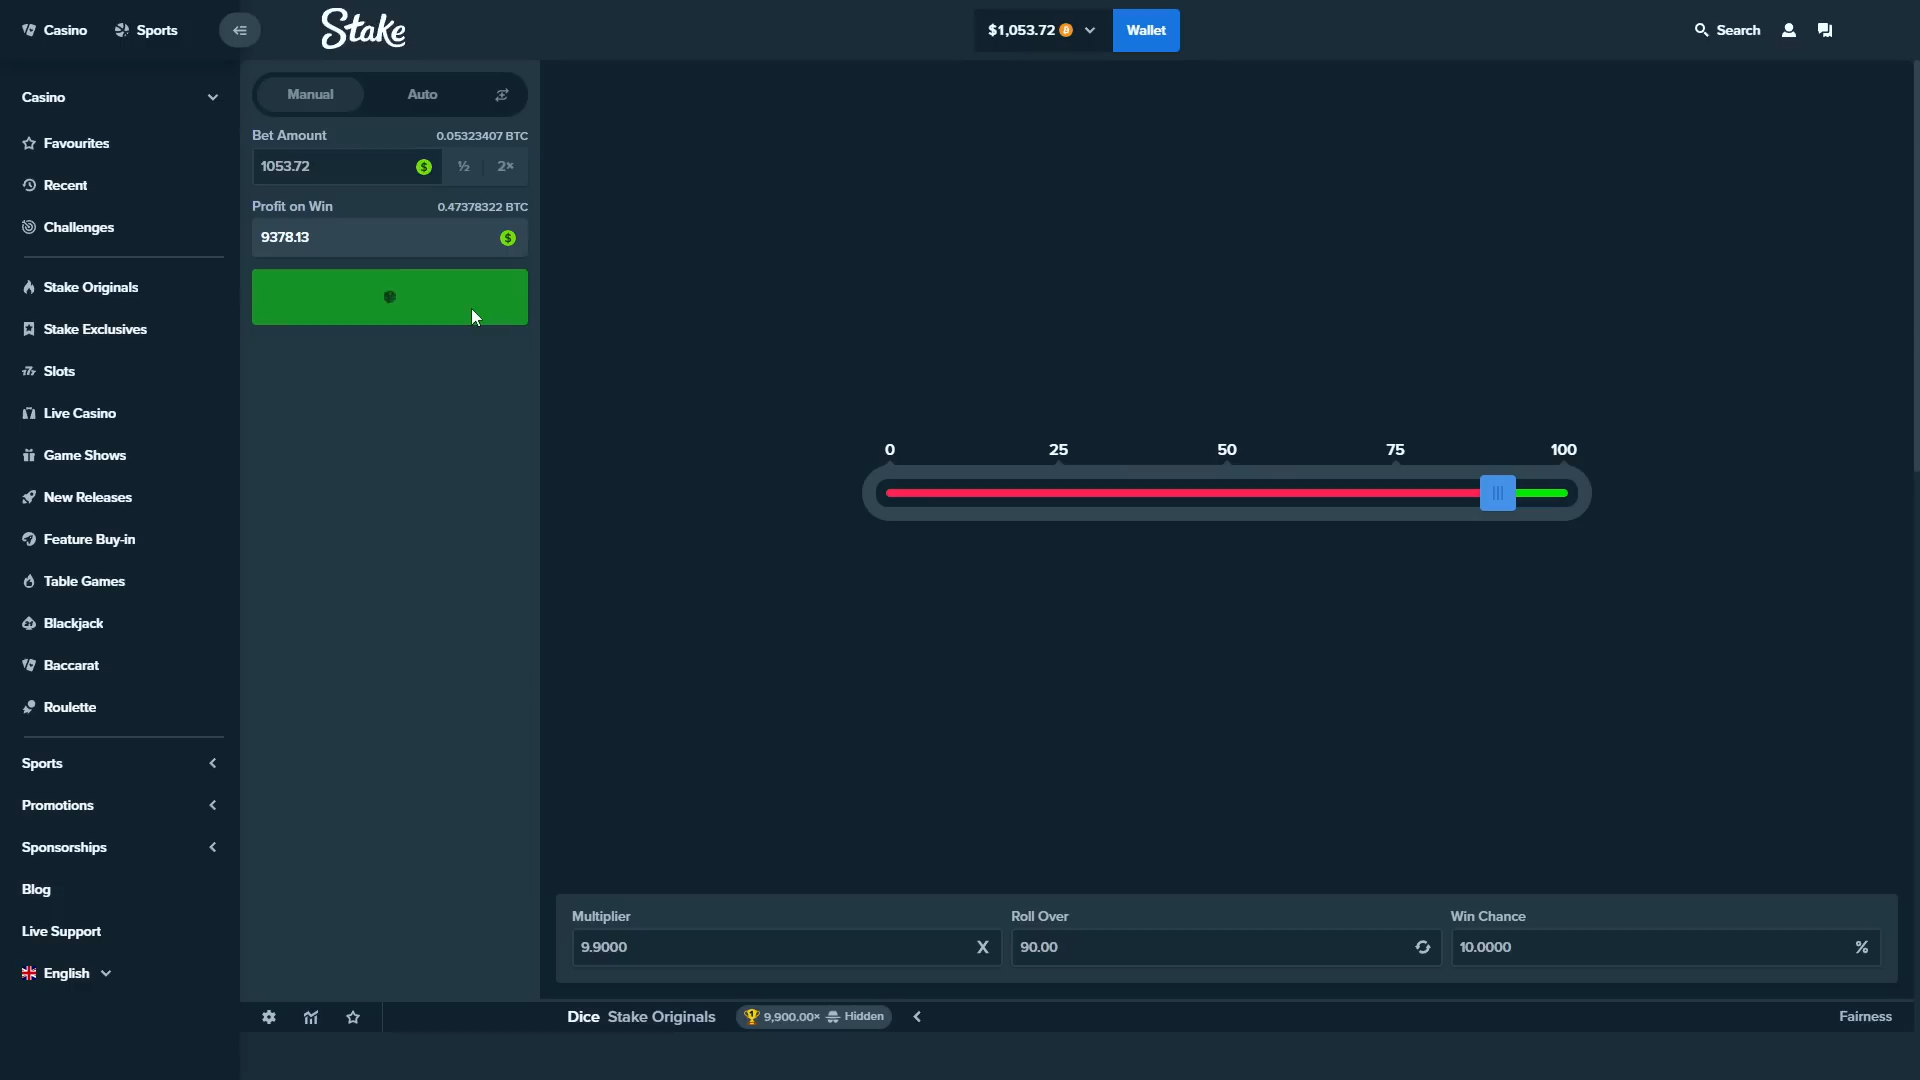 Casino
Sports
Stake
$1,053.72
Wallet
Search
Casino
Favourites
Recent
Challenges
Stake Originals
Stake Exclusives
Slots
Live Casino
Game Shows
New Releases
Feature Buy-in
Table Games
Blackjack
Baccarat
Roulette
Sports
Promotions
Sponsorships
Blog
Live Support
English
Manual
Auto
Bet Amount
0.05323407 BTC
1053.72
½
2×
Profit on Win
0.47378322 BTC
9378.13
0
25
50
75
100
Multiplier
9.9000
Roll Over
90.00
Win Chance
10.0000
%
Dice Stake Originals
9,900.00×
Hidden
Fairness